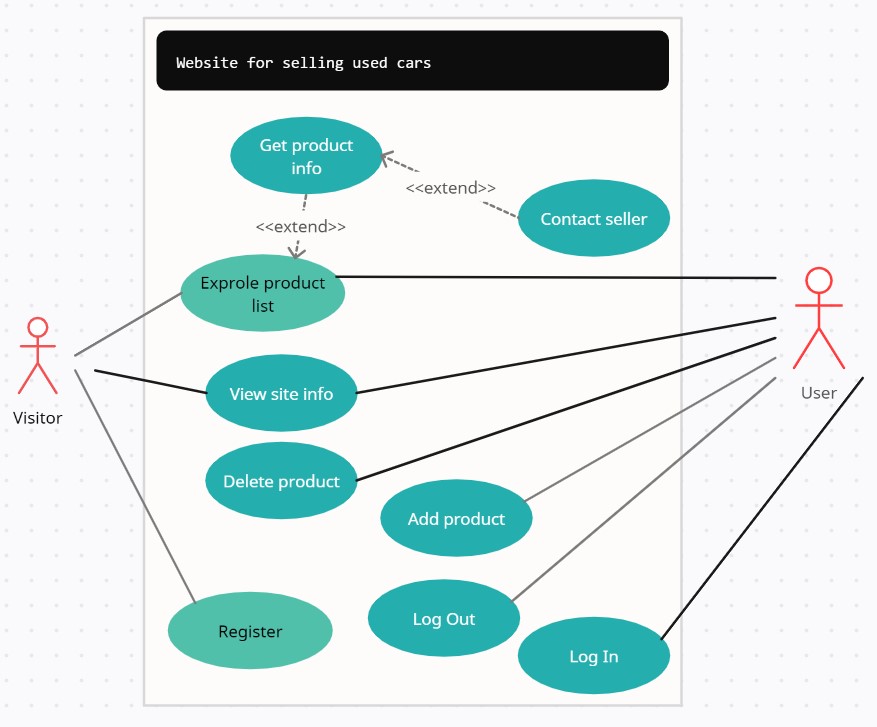 Website for selling used cars
Get product
info
<<extend>>
Contact seller
<<extend>>
Exprole product
list
View site info
Visitor
User
Delete product
Add product
Log Out
Register
Log In